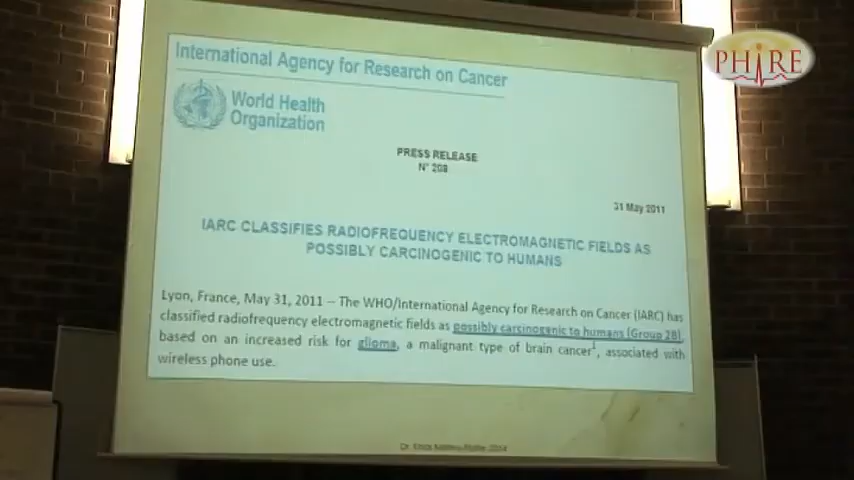 PHIRE
International Agency for Research on Cancer
World Health
Organization
PRESS RELEASE
N° 208
31 May 2011
IARC CLASSIFIES RADIOFREQUENCY ELECTROMAGNETIC FIELDS AS
POSSIBLY CARCINOGENIC TO HUMANS
Lyon, France, May 31, 2011 – The WHO/International Agency for Research on Cancer (IARC) has
classified radiofrequency electromagnetic fields as possibly carcinogenic to humans (Group 2B),
based on an increased risk for glioma, a malignant type of brain cancer¹, associated with
wireless phone use.
Dr. Erica 2014